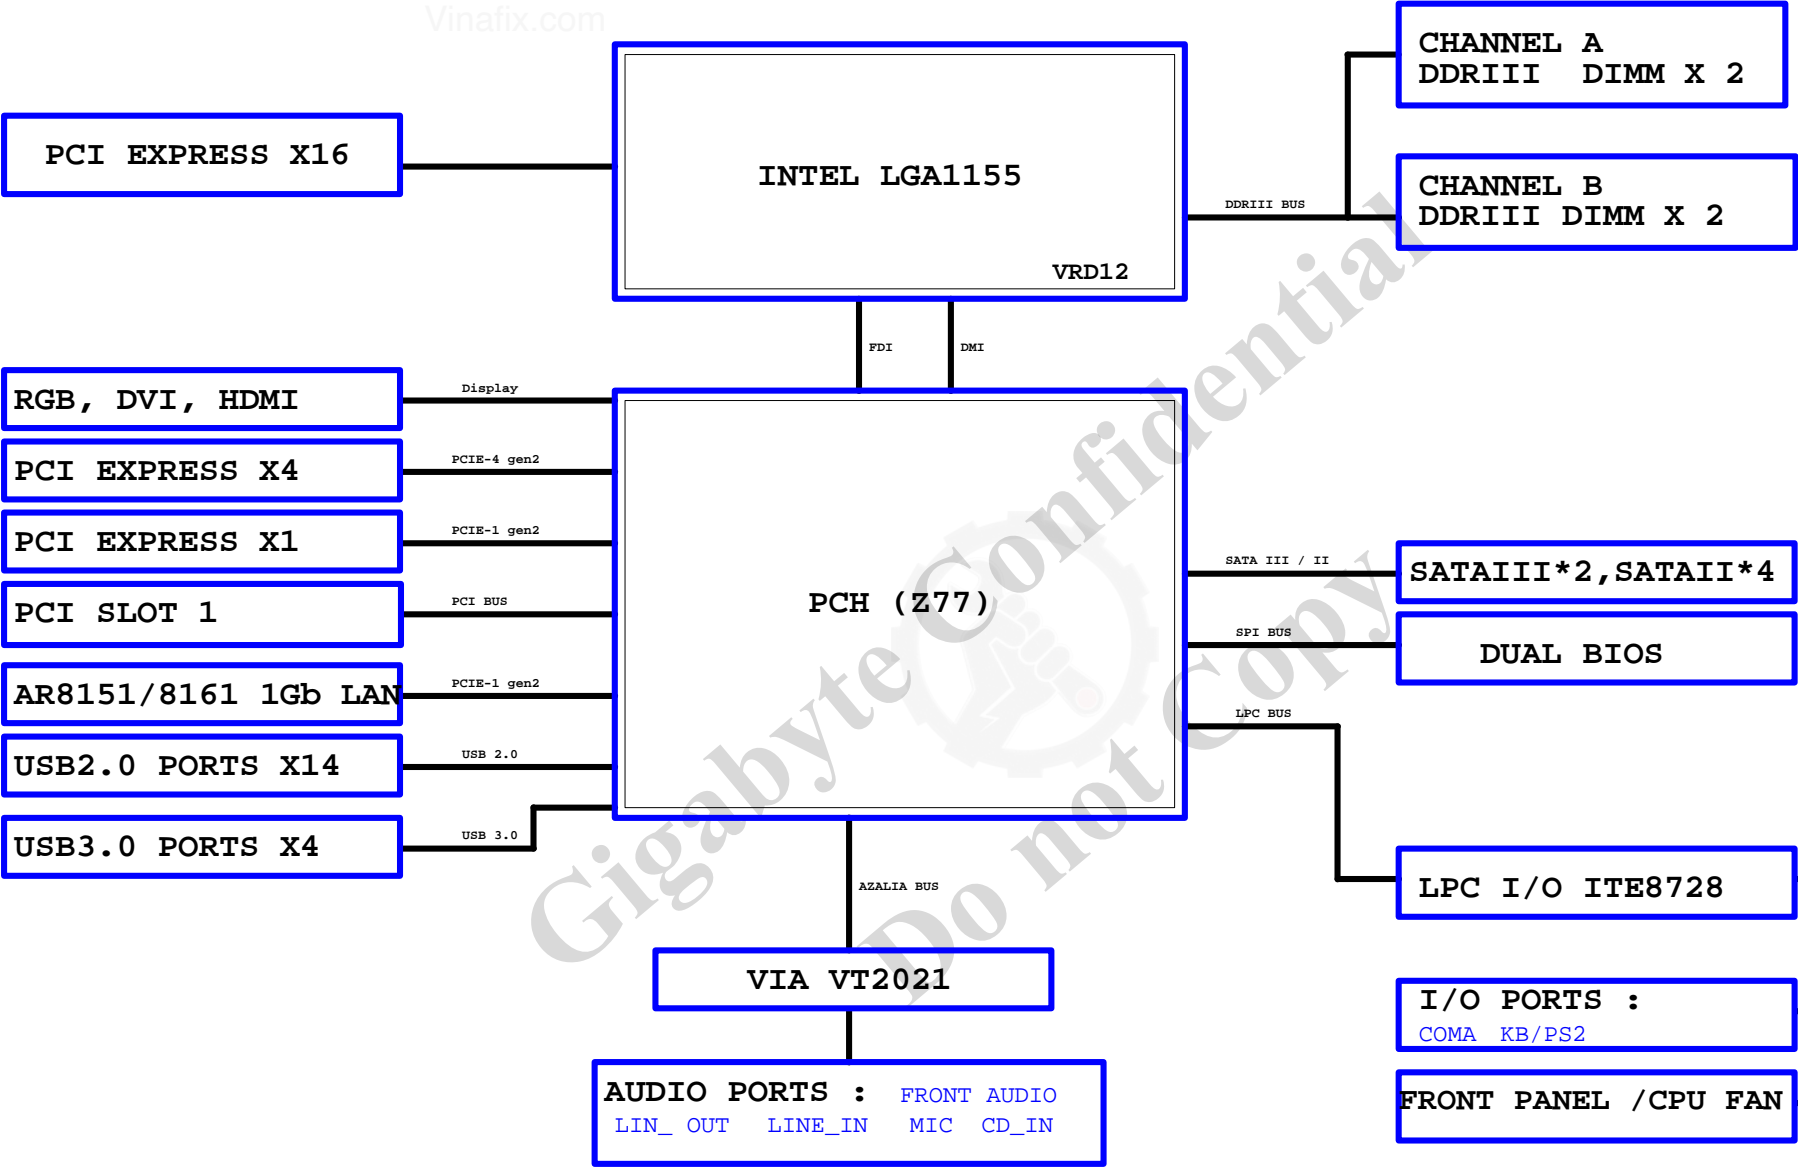 Vinafix.com
CHANNEL A
DDRIII DIMM X 2
PCI EXPRESS X16
INTEL LGA1155
VRD12
DDRIII BUS
CHANNEL B
DDRIII DIMM X 2
FDI
DMI
RGB, DVI, HDMI
Display
PCI EXPRESS X4
PCIE-4 gen2
PCI EXPRESS X1
PCIE-1 gen2
PCI SLOT 1
PCI BUS
AR8151/8161 1Gb LAN
PCIE-1 gen2
USB2.0 PORTS X14
USB 2.0
USB3.0 PORTS X4
USB 3.0
PCH (Z77)
SATA III / II
SATAIII*2,SATAII*4
SPI BUS
DUAL BIOS
LPC BUS
LPC I/O ITE8728
AZALIA BUS
VIA VT2021
I/O PORTS :
COMA KB/PS2
AUDIO PORTS : FRONT AUDIO
LIN_ OUT LINE_IN MIC CD_IN
FRONT PANEL /CPU FAN
Gigabyte Confidential
Do not Copy